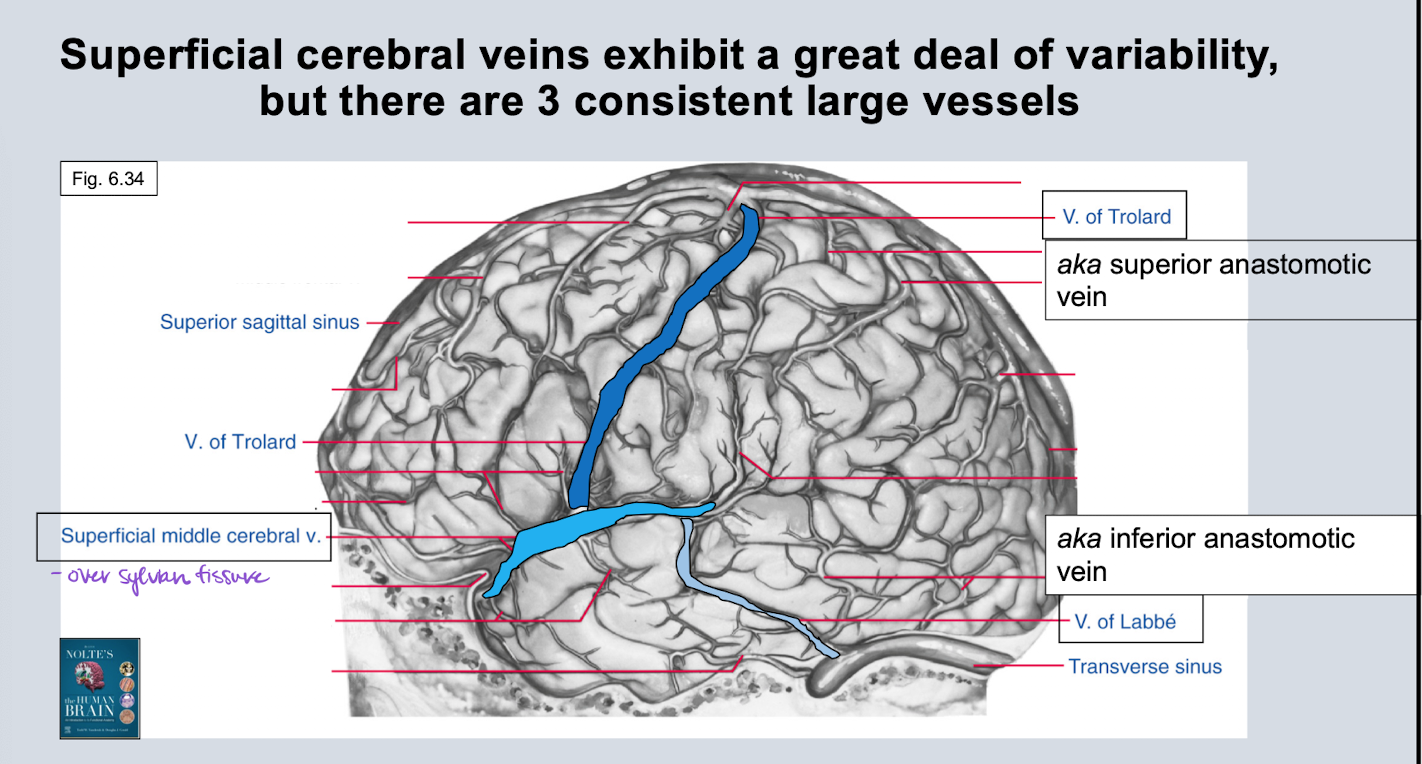 Superficial cerebral veins exhibit a great deal of variability,
but there are 3 consistent large vessels
Fig. 6.34
V. of Trolard
aka superior anastomotic
vein
Superior sagittal sinus
V. of Trolard
Superficial middle cerebral v.
- over sylvan fissure
aka inferior anastomotic
vein
V. of Labbé
Transverse sinus
NOLTE'S
the HUMAN
BRAIN